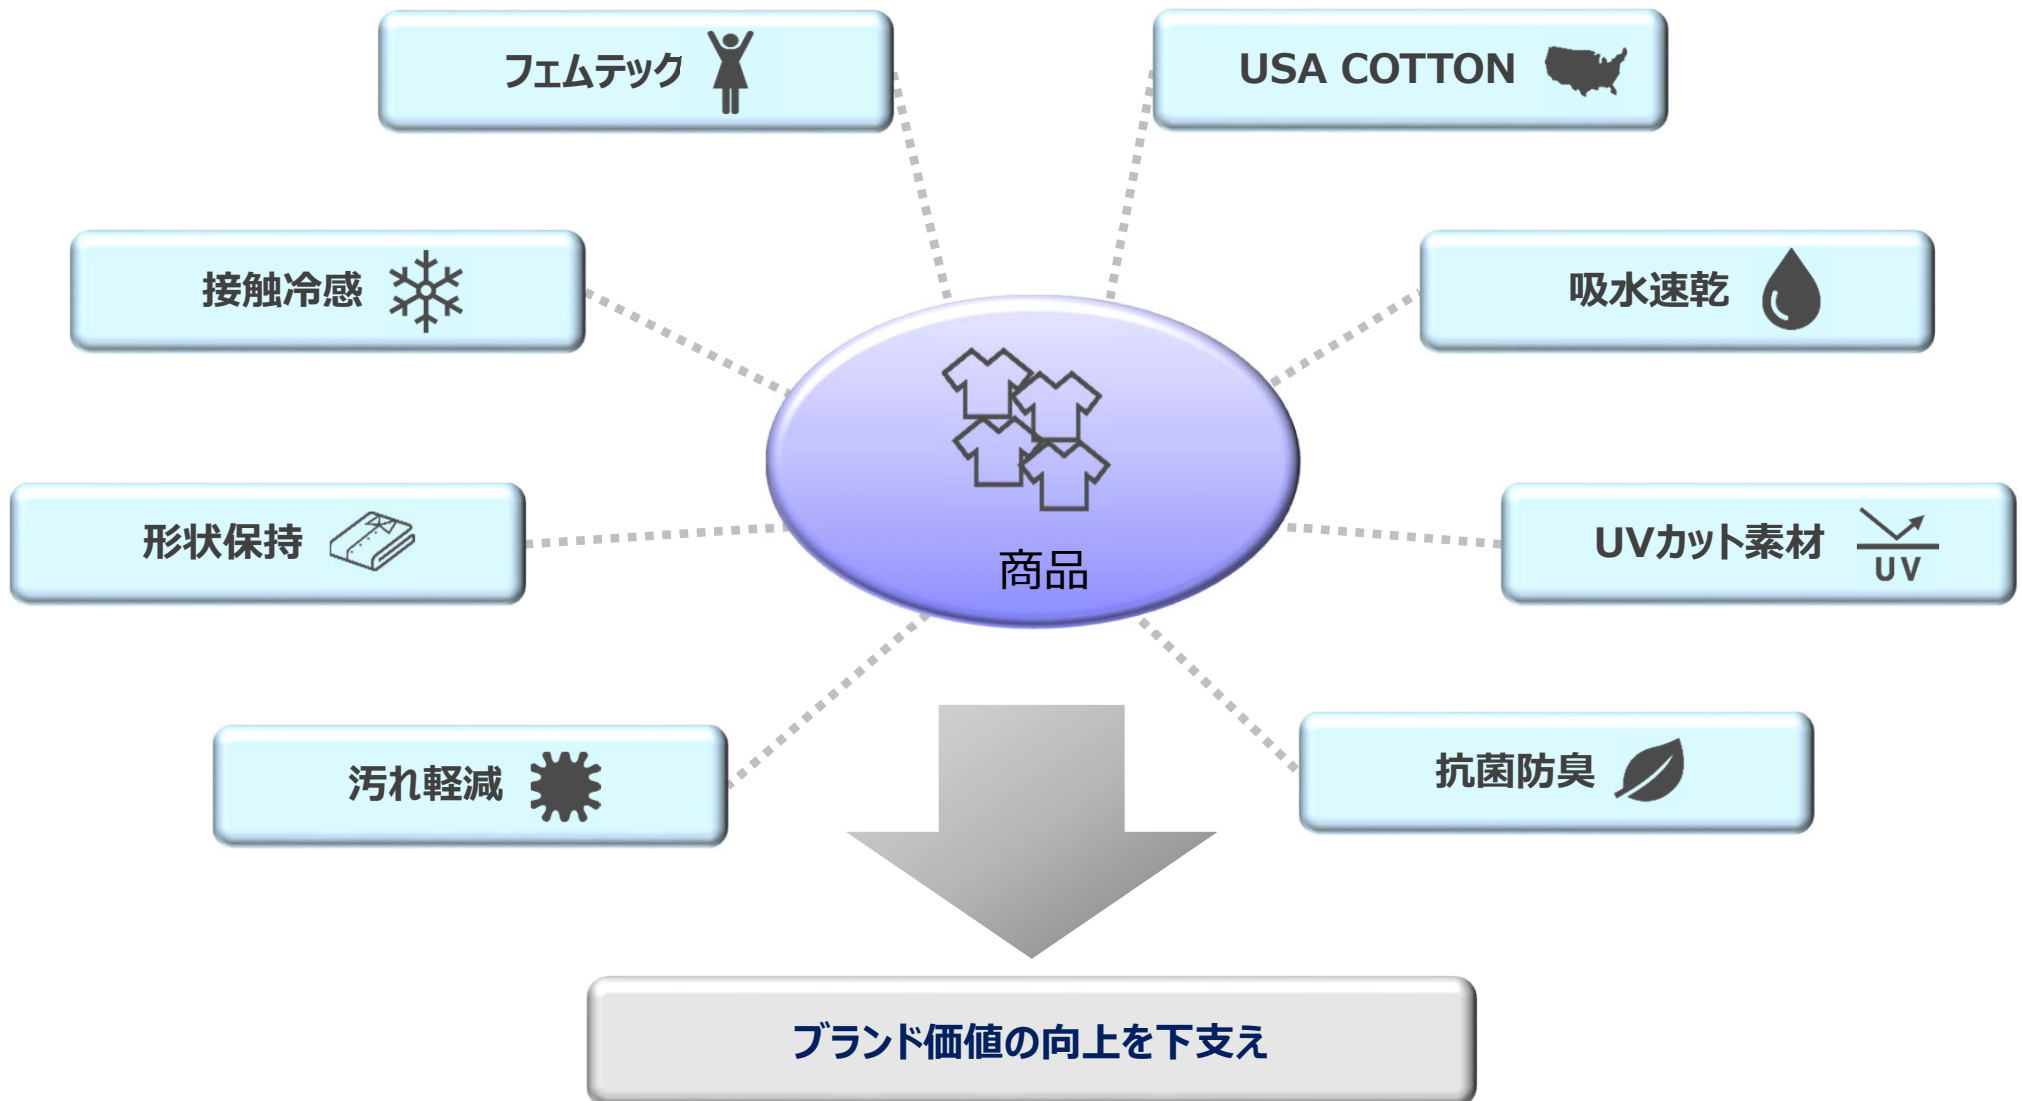 フェムテック
USA COTTON
接触冷感
吸水速乾
形状保持
商品
UVカット素材
UV
汚れ軽減
抗菌防臭
ブランド価値の向上を下支え